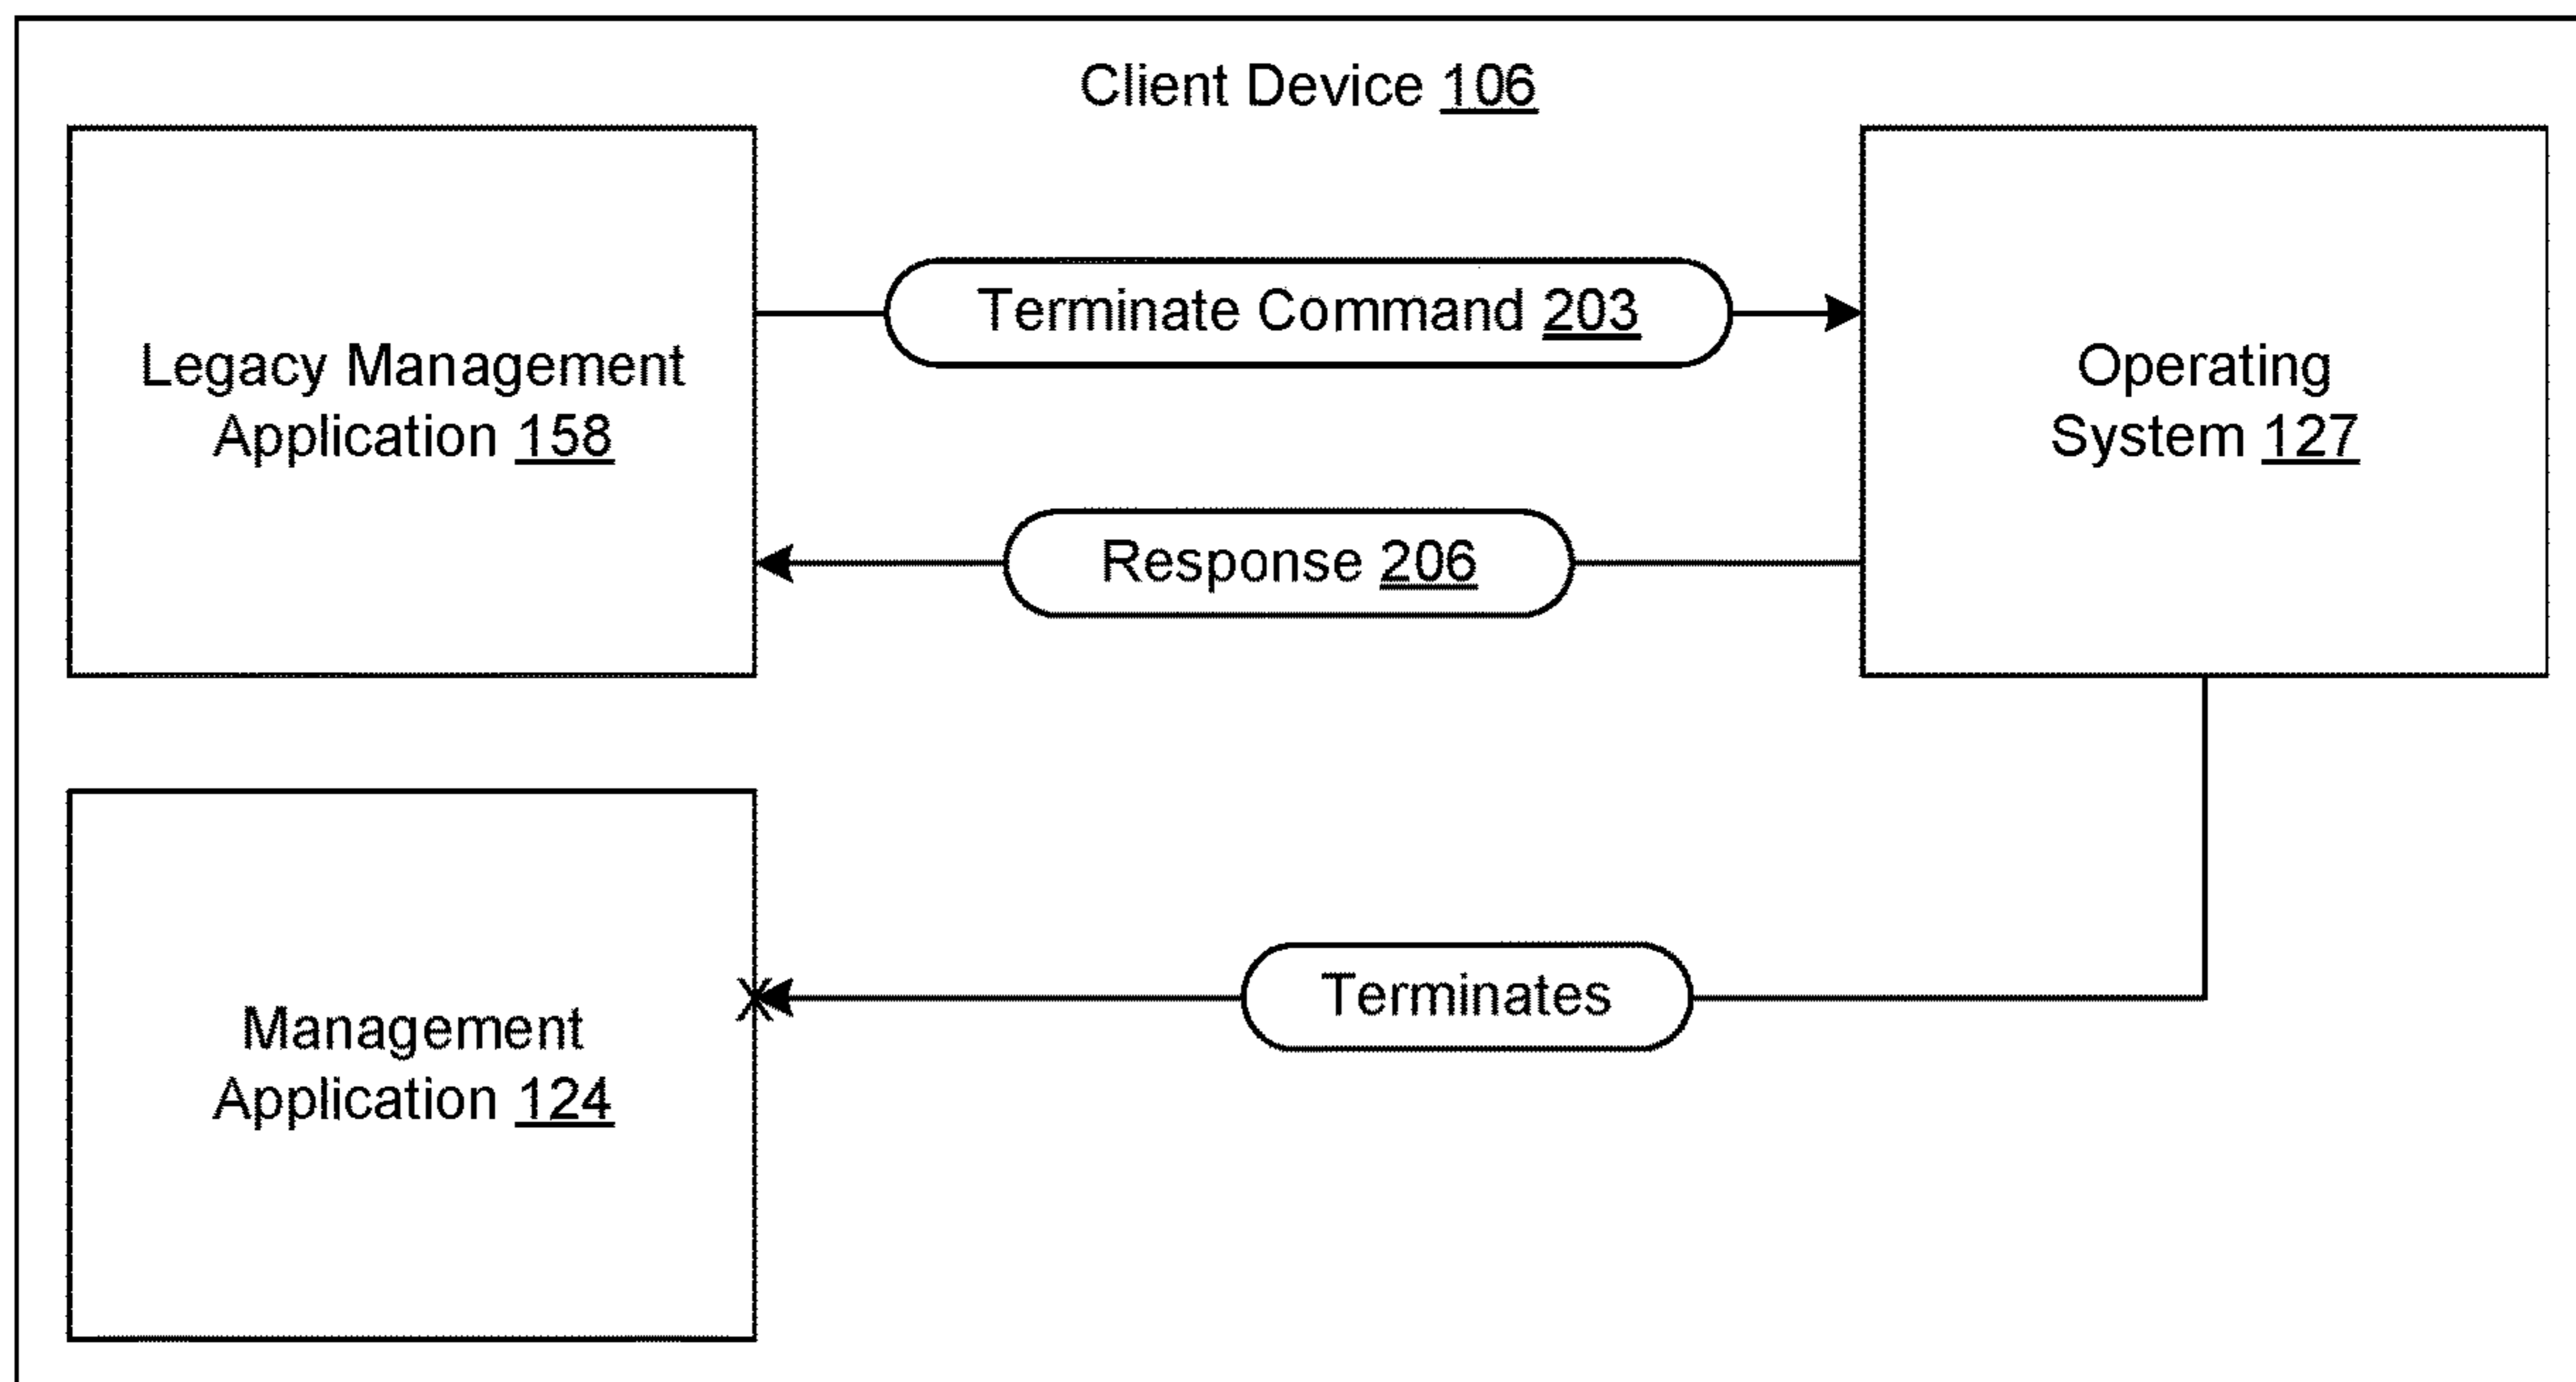 Client Device 106
Legacy Management
Application 158
Terminate Command 203
Response 206
Operating
System 127
Management
Application 124
Terminates